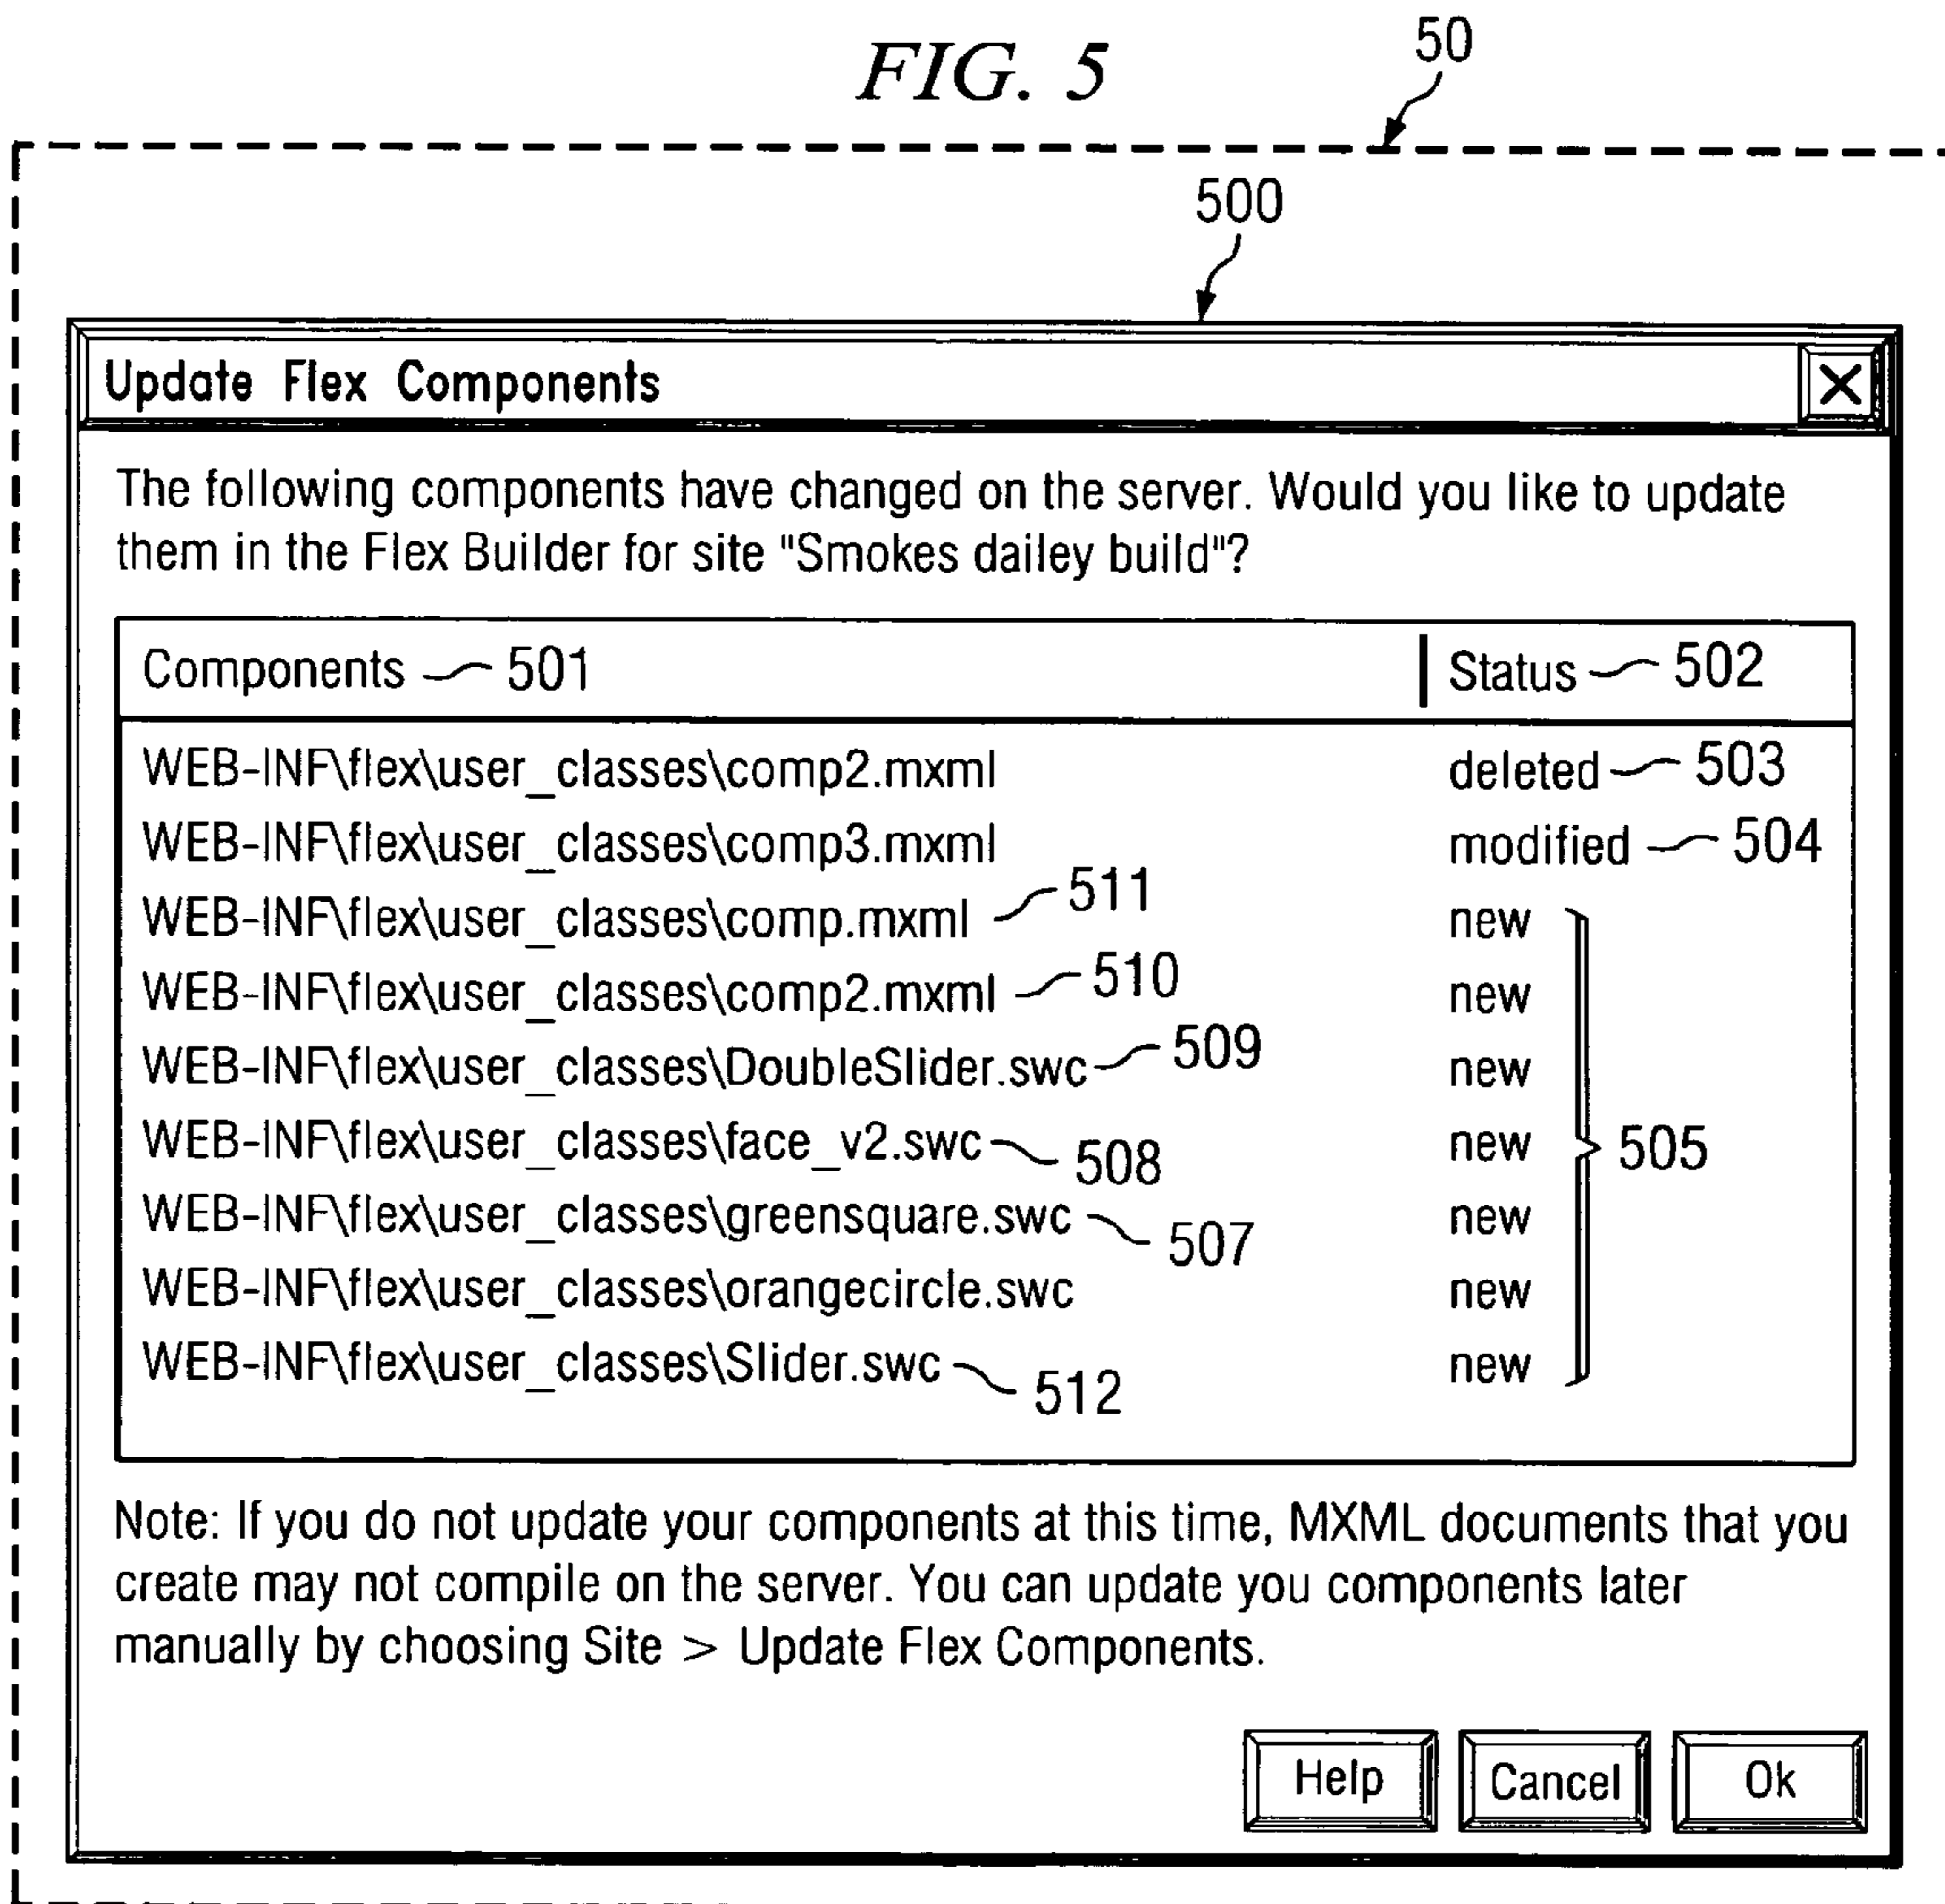 FIG. 5
50
500
Update Flex Components
The following components have changed on the server. Would you like to update
them in the Flex Builder for site "Smokes dailey build"?
Components 501 Status 502
WEB-INF\flex\user_classes\comp2.mxml deleted 503
WEB-INF\flex\user_classes\comp3.mxml modified 504
WEB-INF\flex\user_classes\comp.mxml 511 new
WEB-INF\flex\user_classes\comp2.mxml 510 new
WEB-INF\flex\user_classes\DoubleSlider.swc 509 new
WEB-INF\flex\user_classes\face_v2.swc 508 new 505
WEB-INF\flex\user_classes\greensquare.swc 507 new
WEB-INF\flex\user_classes\orangecircle.swc new
WEB-INF\flex\user_classes\Slider.swc 512 new
Note: If you do not update your components at this time, MXML documents that you
create may not compile on the server. You can update you components later
manually by choosing Site > Update Flex Components.
Help Cancel Ok